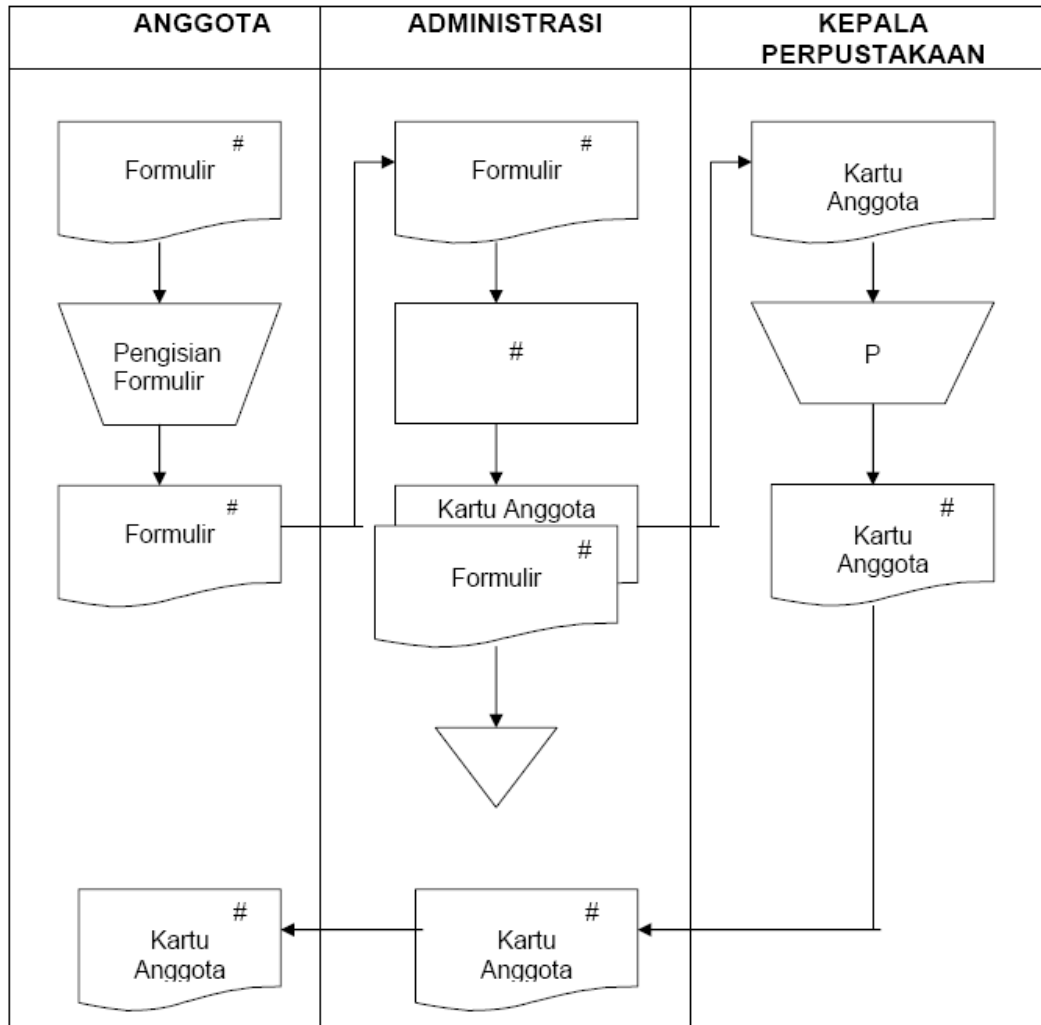 ANGGOTA
ADMINISTRASI
KEPALA
PERPUSTAKAAN
#
Formulir
#
Formulir
Kartu
Anggota
Pengisian
Formulir
#
P
#
Formulir
Kartu Anggota
#
Formulir
#
Kartu
Anggota
#
Kartu
Anggota
#
Kartu
Anggota